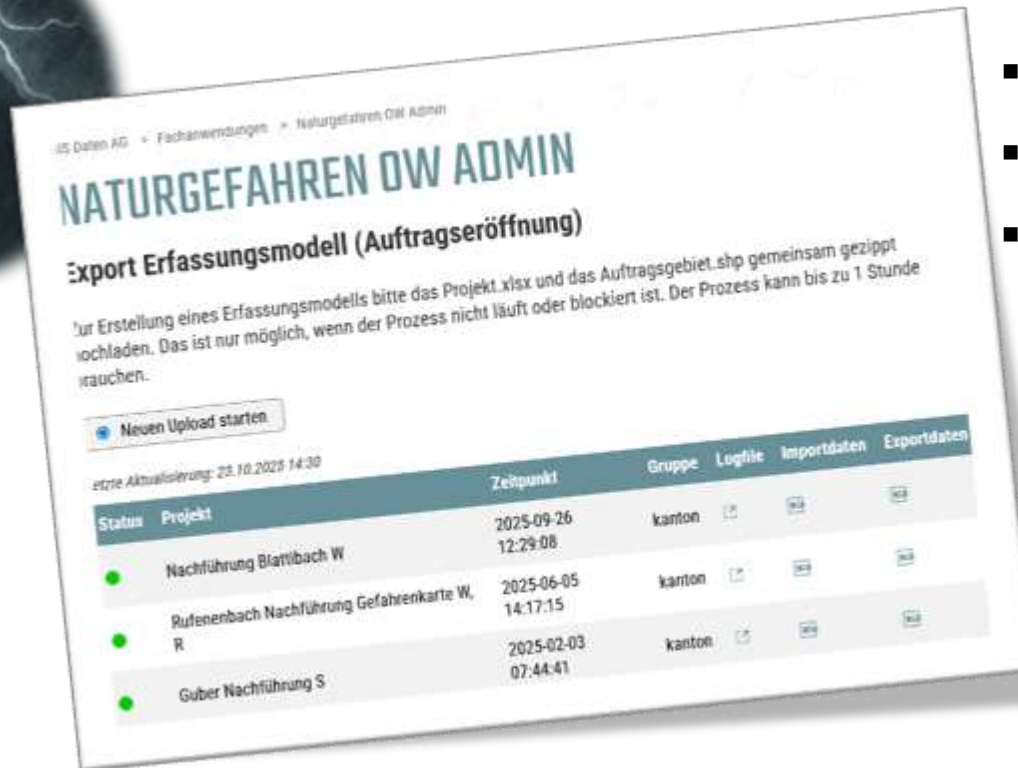 IS Daten AG » Fachanwendungen » Naturgefahren OW Admin
NATURGEFAHREN OW ADMIN
Export Erfassungsmodell (Auftragseröffnung)
Zur Erstellung eines Erfassungsmodells bitte das Projekt.xlsx und das Auftragsgebiet.shp gemeinsam gezippt
hochladen. Das ist nur möglich, wenn der Prozess nicht läuft oder blockiert ist. Der Prozess kann bis zu 1 Stunde
brauchen.
Neuen Upload starten
letzte Aktualisierung: 23.10.2025 14:30
Status Projekt Zeitpunkt Gruppe Logfile Importdaten Exportdaten
Nachführung Blattibach W 2025-09-26 kanton
12:29:08
Rufenenbach Nachführung Gefahrenkarte W, 2025-06-05 kanton
R 14:17:15
Guber Nachführung S 2025-02-03 kanton
07:44:41